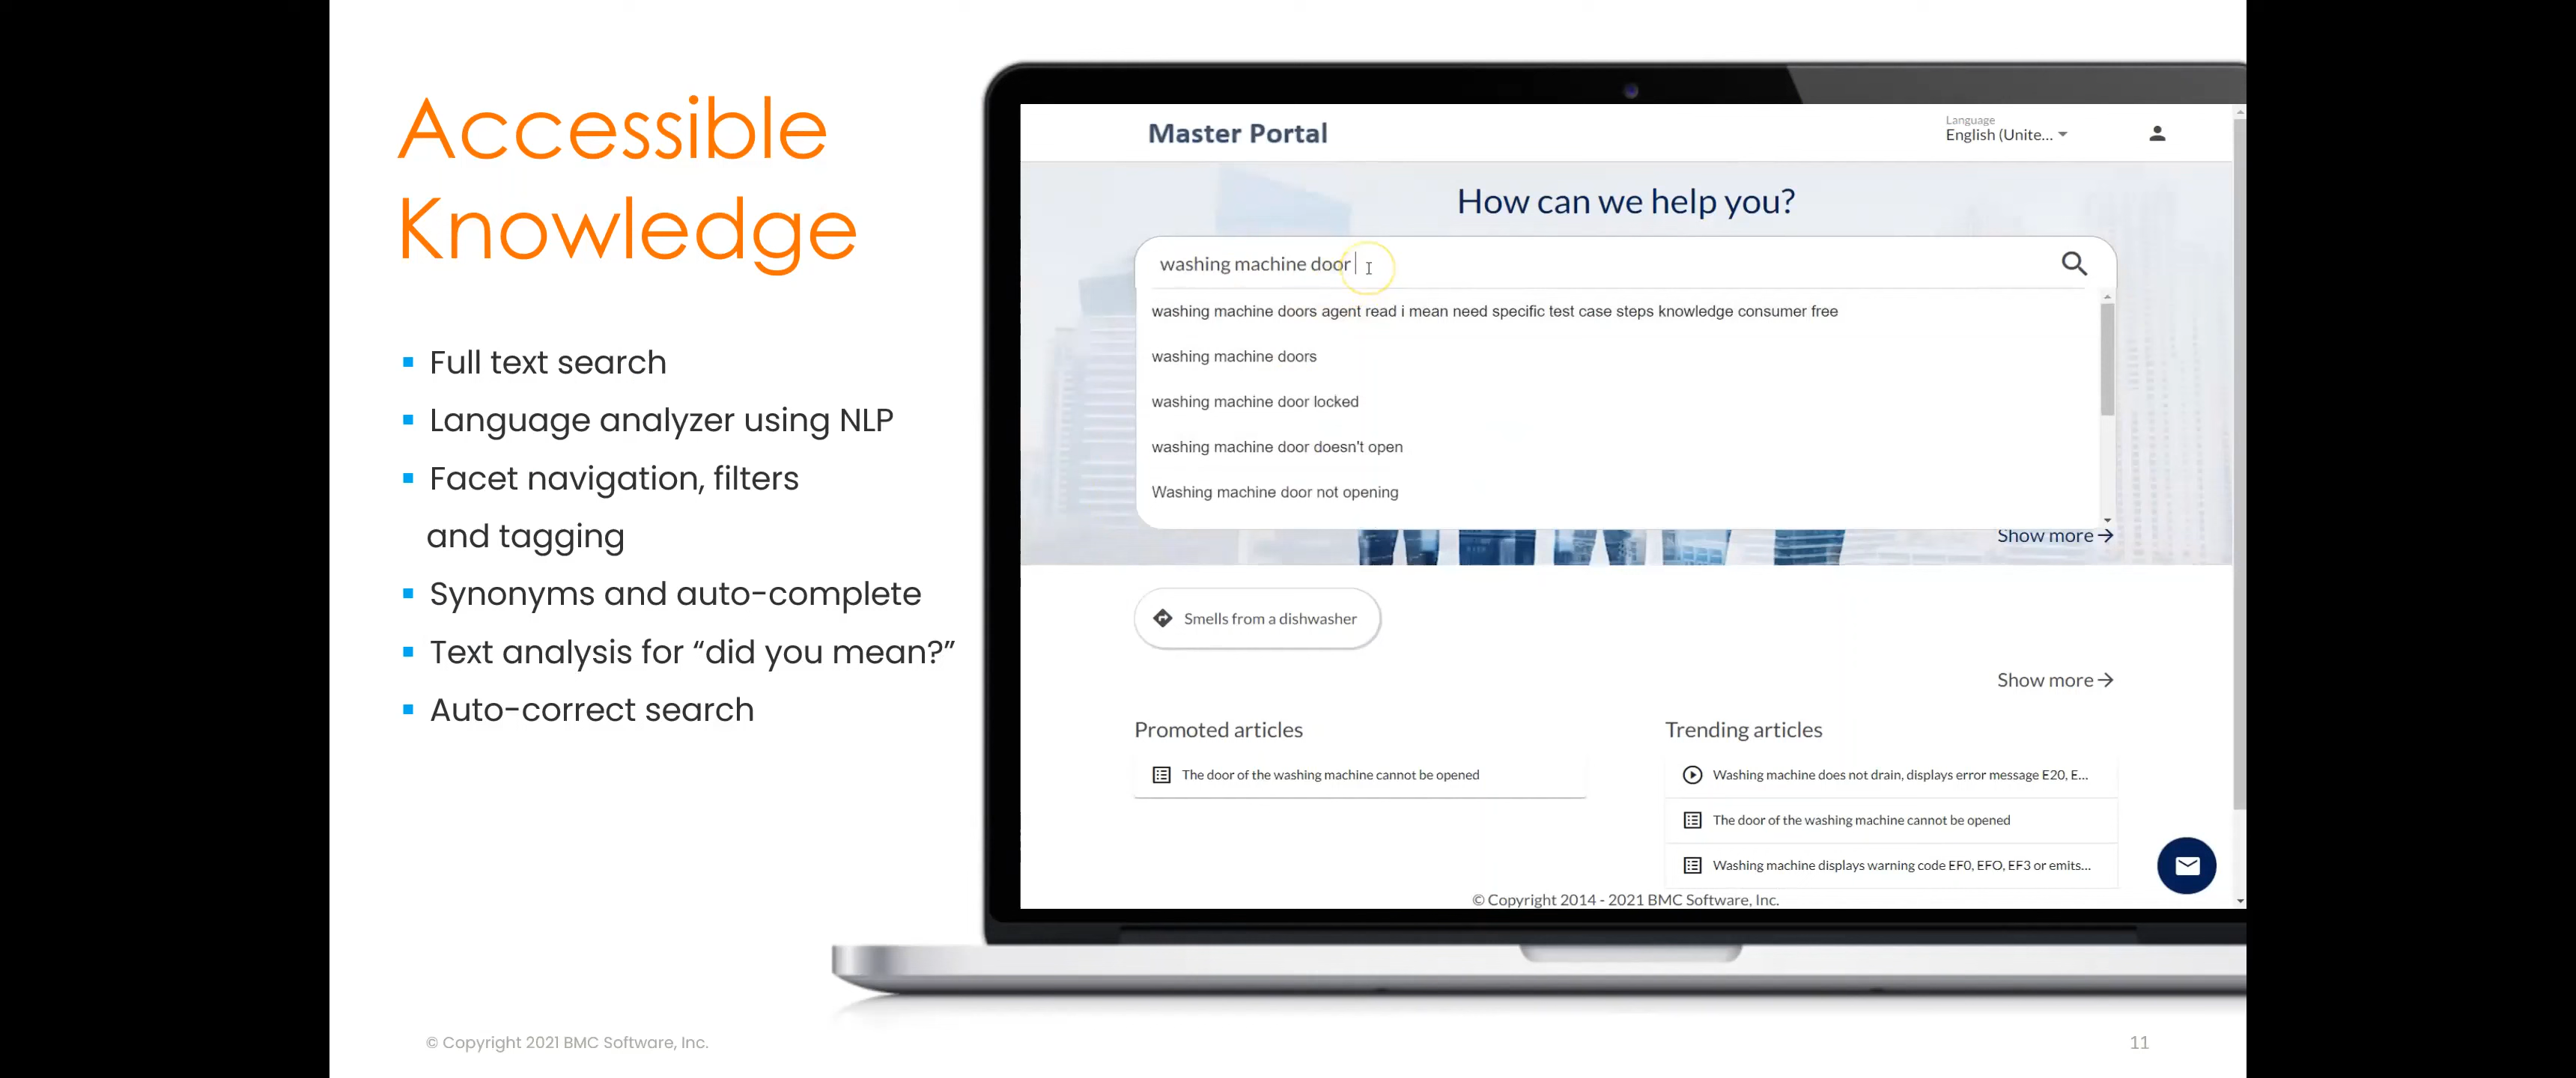 Accessible
Knowledge
Full text search
Language analyzer using NLP
Facet navigation, filters
and tagging
Synonyms and auto-complete
Text analysis for “did you mean?”
Auto-correct search
Master Portal
Language
English (Unite...
How can we help you?
washing machine door
washing machine doors agent read i mean need specific test case steps knowledge consumer free
washing machine doors
washing machine door locked
washing machine door doesn't open
Washing machine door not opening
Show more
Smells from a dishwasher
Show more
Promoted articles
The door of the washing machine cannot be opened
Trending articles
Washing machine does not drain, displays error message E20, E...
The door of the washing machine cannot be opened
Washing machine displays warning code EF0, EFO, EF3 or emits...
© Copyright 2014 - 2021 BMC Software, Inc.
© Copyright 2021 BMC Software, Inc.
11